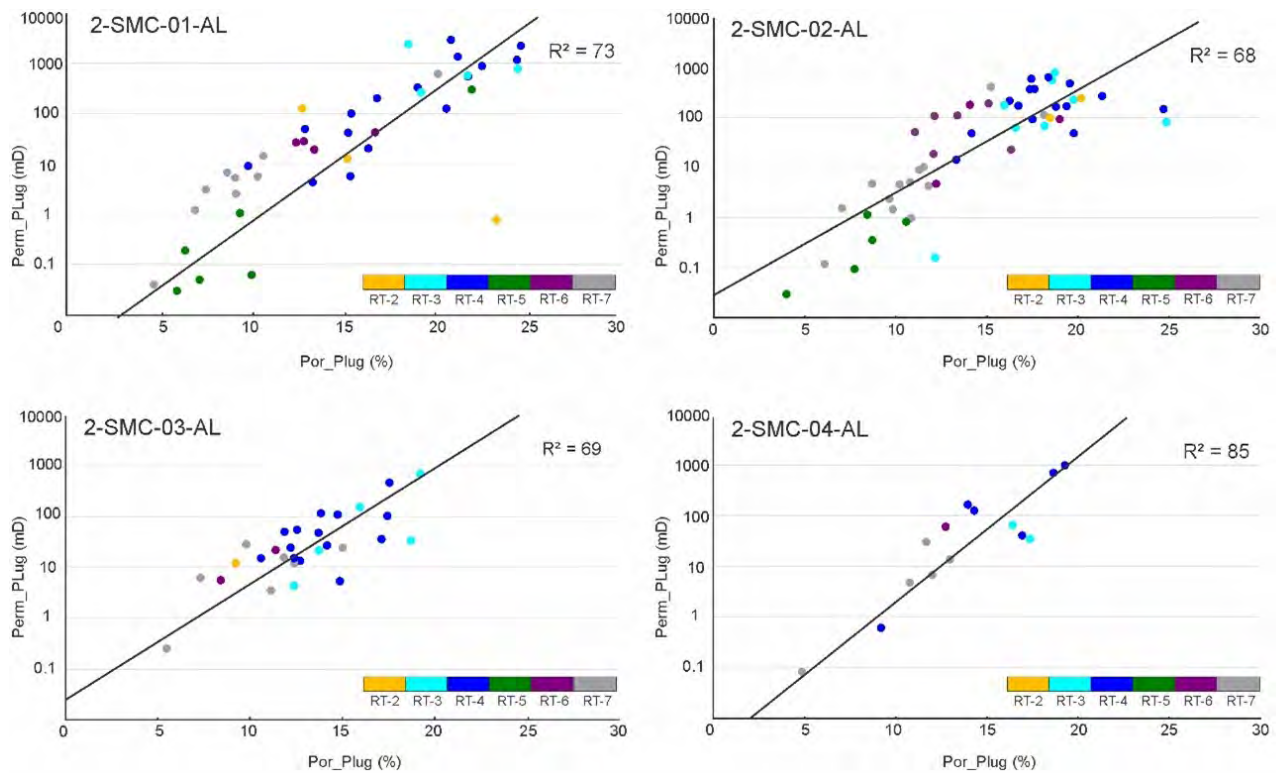 2-SMC-01-AL
R² = 73
Perm_PLug (mD)
10000
1000
100
10
1
0.1
0 5 10 15 20 25 30
Por_Plug (%)
RT-2 RT-3 RT-4 RT-5 RT-6 RT-7
2-SMC-02-AL
R² = 68
Perm_PLug (mD)
10000
1000
100
10
1
0.1
0 5 10 15 20 25 30
Por_Plug (%)
RT-2 RT-3 RT-4 RT-5 RT-6 RT-7
2-SMC-03-AL
R² = 69
Perm_PLug (mD)
10000
1000
100
10
1
0.1
0 5 10 15 20 25 30
Por_Plug (%)
RT-2 RT-3 RT-4 RT-5 RT-6 RT-7
2-SMC-04-AL
R² = 85
Perm_PLug (mD)
10000
1000
100
10
1
0.1
0 5 10 15 20 25 30
Por_Plug (%)
RT-2 RT-3 RT-4 RT-5 RT-6 RT-7